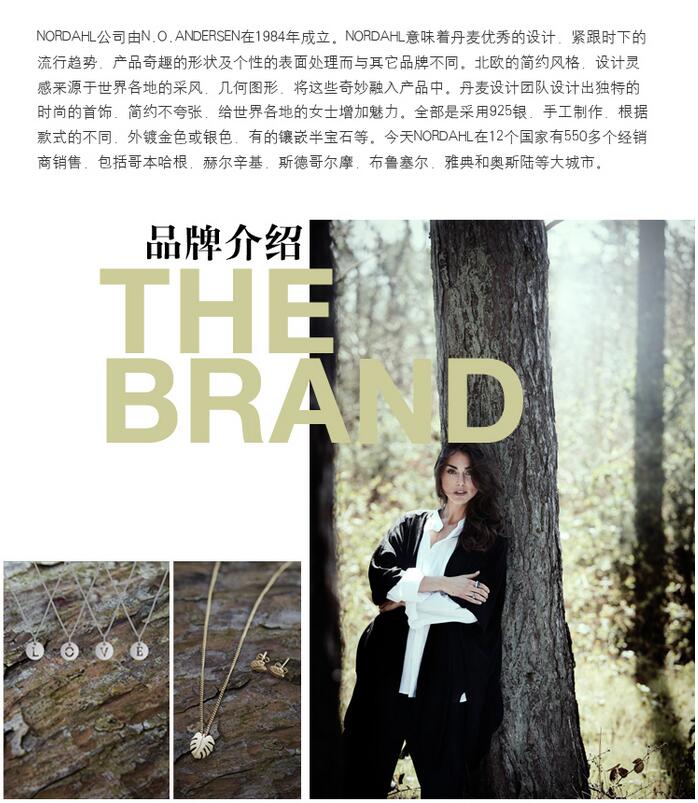 NORDAHL公司由N.O.ANDERSEN在1984年成立。NORDAHL意味着丹麦优秀的设计，紧跟时下的
流行趋势，产品奇趣的形状及个性的表面处理而与其它品牌不同。北欧的简约风格，设计灵
感来源于世界各地的采风，几何图形，将这些奇妙融入产品中。丹麦设计团队设计出独特的
时尚的首饰，简约不夸张，给世界各地的女士增加魅力。全部是采用925银，手工制作，根据
款式的不同，外镀金色或银色，有的镶嵌半宝石等。今天NORDAHL在12个国家有550多个经销
商销售，包括哥本哈根，赫尔辛基，斯德哥尔摩，布鲁塞尔，雅典和奥斯陆等大城市。
品牌介绍
THE
BRAND
L O V E